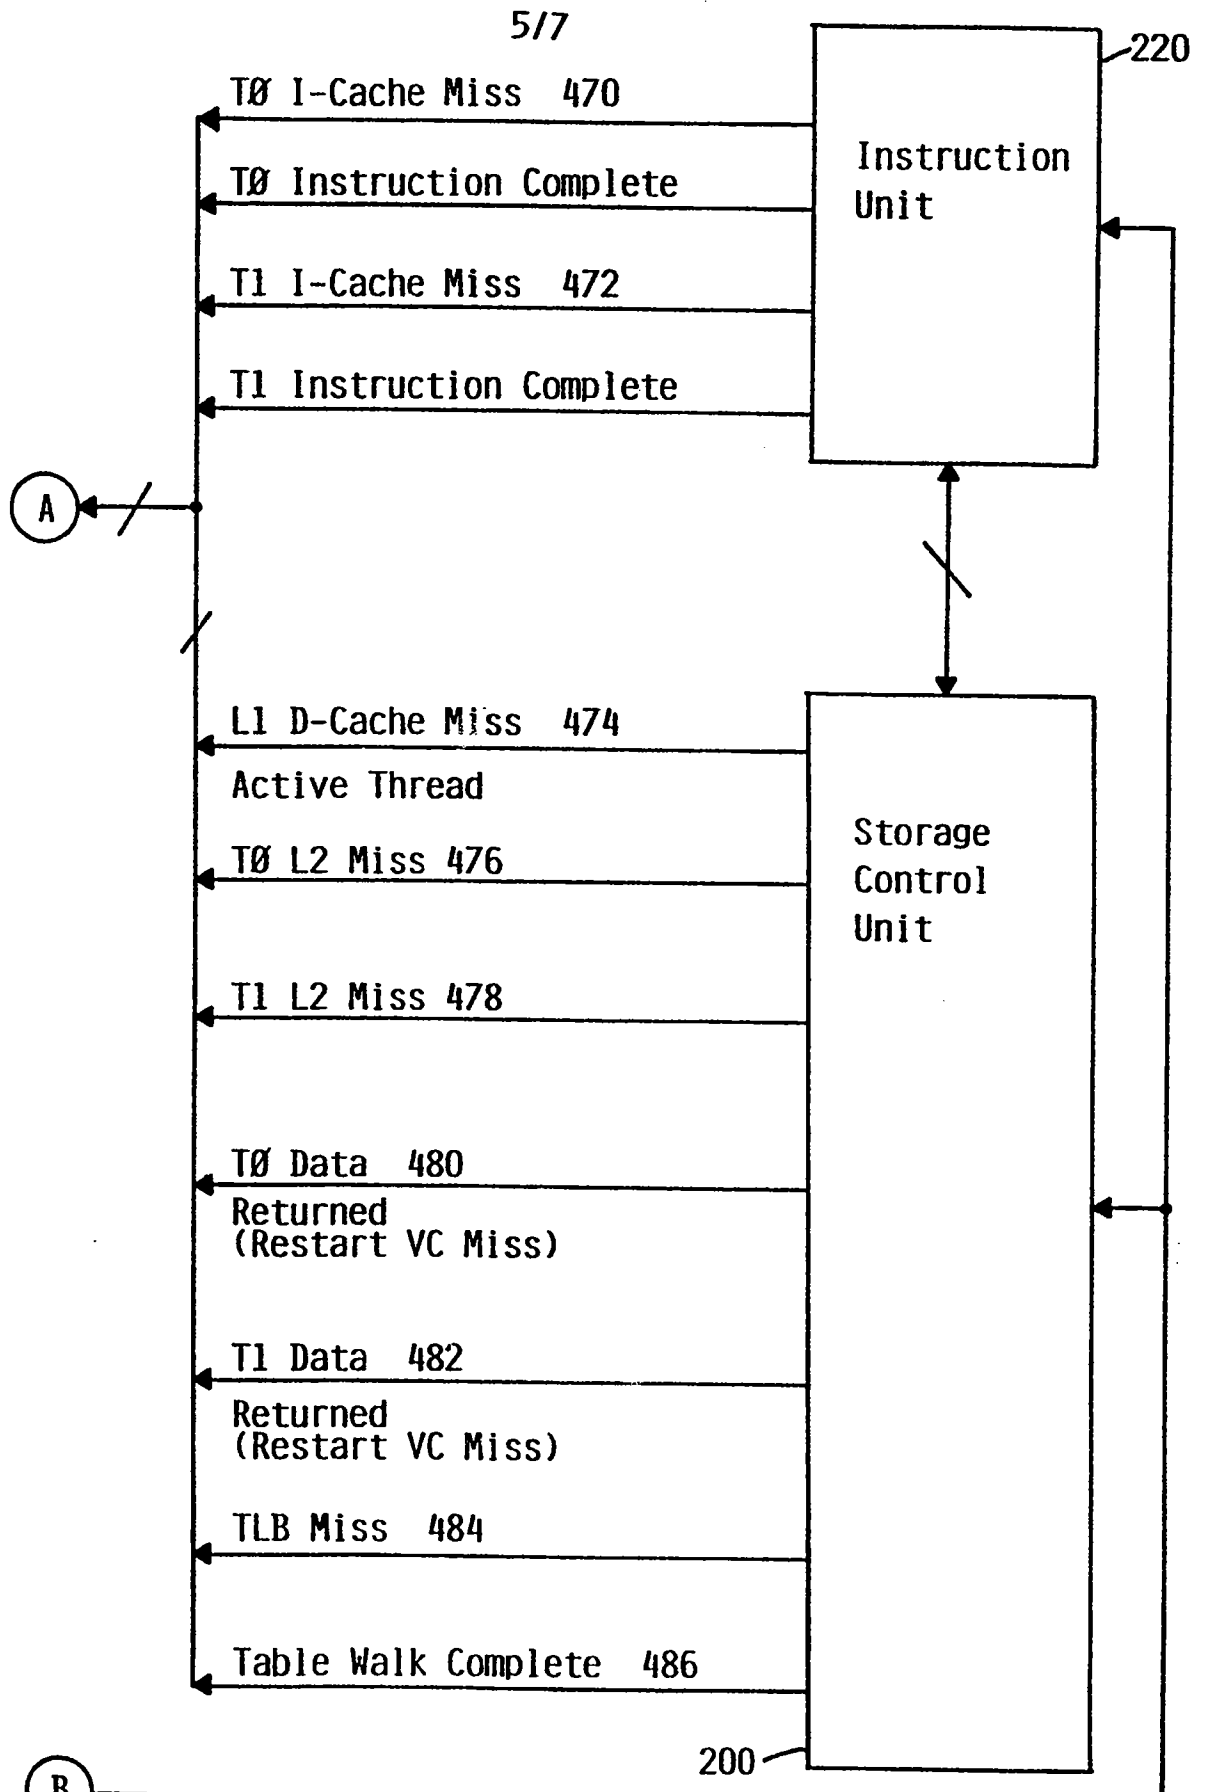 5/7
220
TØ I-Cache Miss 470
Instruction
Unit
TØ Instruction Complete
T1 I-Cache Miss 472
T1 Instruction Complete
A
L1 D-Cache Miss 474
Active Thread
Storage
Control
Unit
TØ L2 Miss 476
T1 L2 Miss 478
TØ Data 480
Returned
(Restart VC Miss)
T1 Data 482
Returned
(Restart VC Miss)
TLB Miss 484
Table Walk Complete 486
200
B